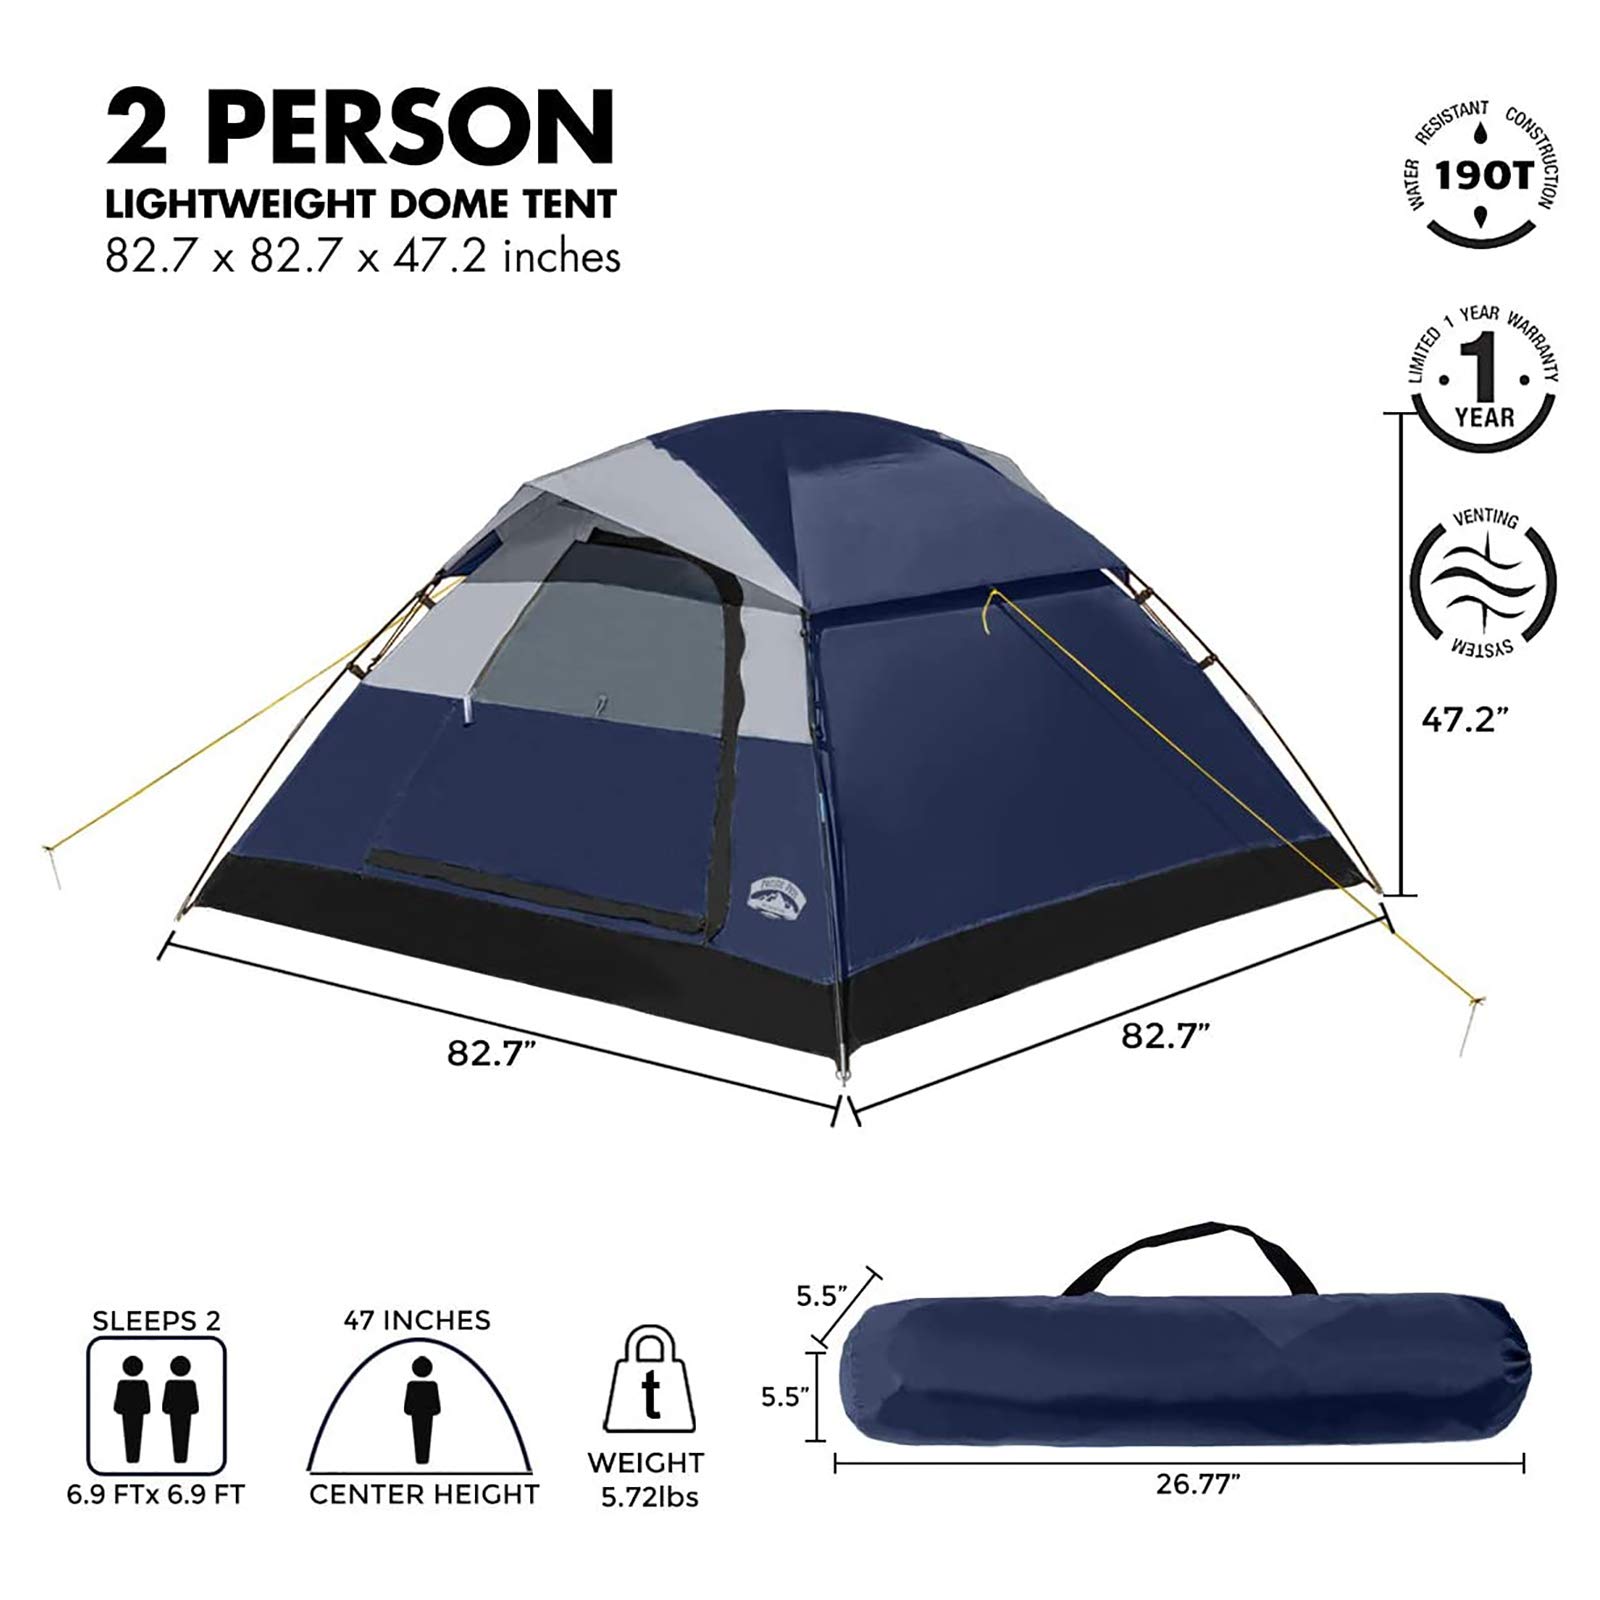 2 PERSON
LIGHTWEIGHT DOME TENT
82.7 x 82.7 x 47.2 inches
WATER RESISTANT CONSTRUCTION
190T
LIMITED 1 YEAR WARRANTY
1
YEAR
VENTING
SYSTEM
47.2”
82.7”
82.7”
SLEEPS 2
6.9 FTx 6.9 FT
47 INCHES
CENTER HEIGHT
t
WEIGHT
5.72lbs
5.5”
5.5”
26.77”